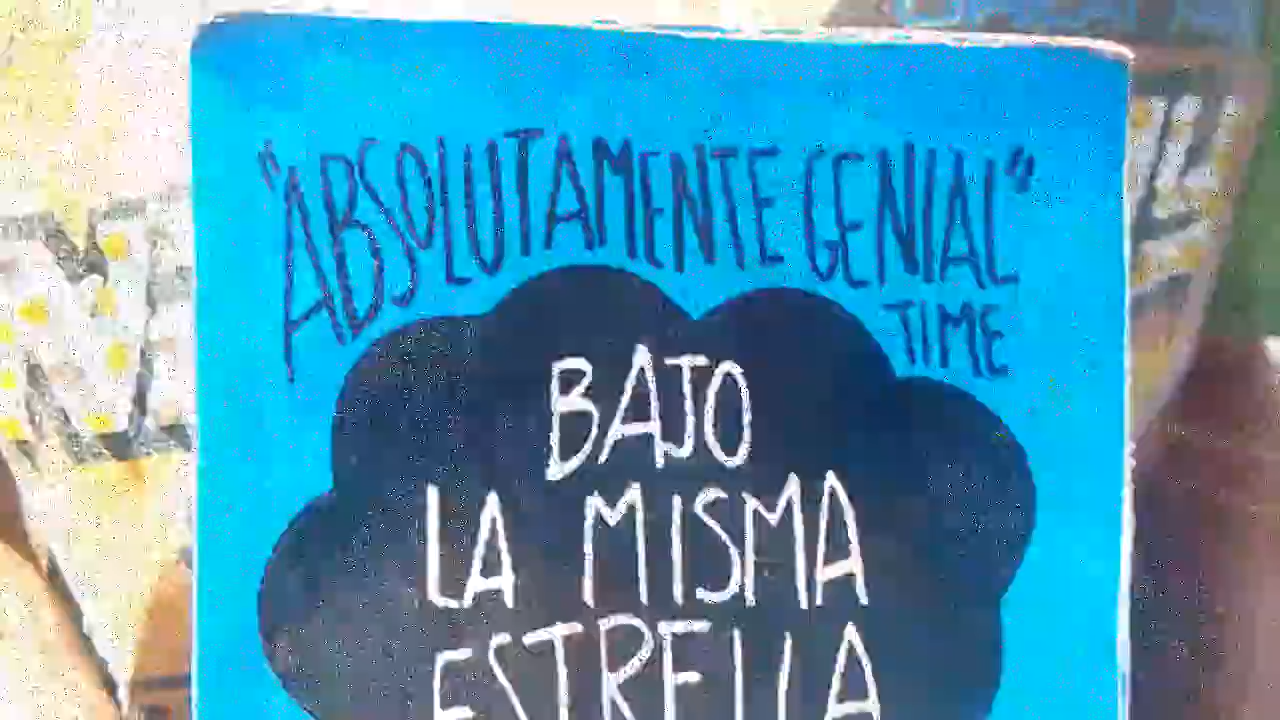 "ABSOLUTAMENTE GENIAL"
TIME
BAJO
LA MISMA
ESTRELLA